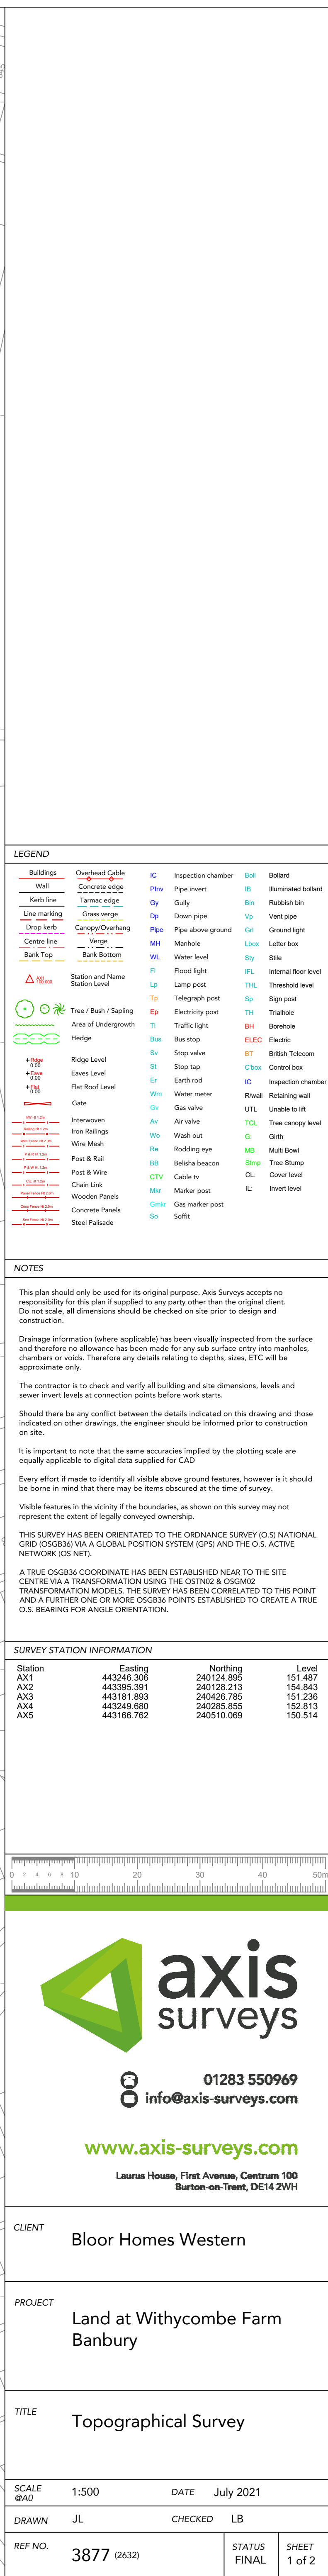 LEGEND
Buildings
Wall
Kerb line
Line marking
Drop kerb
Centre line
Bank Top
Overhead Cable
Concrete edge
Tarmac edge
Grass verge
Canopy/Overhang
Verge
Bank Bottom
AX1
100.000
Station and Name
Station Level
Tree / Bush / Sapling
Area of Undergrowth
Hedge
+Ridge
0.00
Ridge Level
+Eave
0.00
Eaves Level
+Flat
0.00
Flat Roof Level
Gate
Interwoven
Iron Railings
Wire Mesh
Post & Rail
Post & Wire
Chain Link
Wooden Panels
Concrete Panels
Steel Palisade
IC Inspection chamber
PInv Pipe invert
Gy Gully
Dp Down pipe
Pipe Pipe above ground
MH Manhole
WL Water level
Fl Flood light
Lp Lamp post
Tp Telegraph post
Ep Electricity post
Tl Traffic light
Bus Bus stop
Sv Stop valve
St Stop tap
Er Earth rod
Wm Water meter
Gv Gas valve
Av Air valve
Wo Wash out
Re Rodding eye
BB Belisha beacon
CTV Cable tv
Mkr Marker post
Gmkr Gas marker post
So Soffit
Boll Bollard
IB Illuminated bollard
Bin Rubbish bin
Vp Vent pipe
Grl Ground light
Lbox Letter box
Sty Stile
IFL Internal floor level
THL Threshold level
Sp Sign post
TH Trialhole
BH Borehole
ELEC Electric
BT British Telecom
C'box Control box
IC Inspection chamber
R/wall Retaining wall
UTL Unable to lift
TCL Tree canopy level
G. Girth
MB Multi Bowl
Stmp Tree Stump
CL: Cover level
IL: Invert level
NOTES
This plan should only be used for its original purpose. Axis Surveys accepts no
responsibility for this plan if supplied to any party other than the original client.
Do not scale, all dimensions should be checked on site prior to design and
construction.
Drainage information (where applicable) has been visually inspected from the surface
and therefore no allowance has been made for any sub surface entry into manholes,
chambers or voids. Therefore any details relating to depths, sizes, ETC will be
approximate only.
The contractor is to check and verify all building and site dimensions, levels and
sewer invert levels at connection points before work starts.
Should there be any conflict between the details indicated on this drawing and those
indicated on other drawings, the engineer should be informed prior to construction
on site.
It is important to note that the same accuracies implied by the plotting scale are
equally applicable to digital data supplied for CAD
Every effort if made to identify all visible above ground features, however is it should
be borne in mind that there may be items obscured at the time of survey.
Visible features in the vicinity if the boundaries, as shown on this survey may not
represent the extent of legally conveyed ownership.
THIS SURVEY HAS BEEN ORIENTATED TO THE ORDNANCE SURVEY (O.S) NATIONAL
GRID (OSGB36) VIA A GLOBAL POSITION SYSTEM (GPS) AND THE O.S. ACTIVE
NETWORK (OS NET).
A TRUE OSGB36 COORDINATE HAS BEEN ESTABLISHED NEAR TO THE SITE
CENTRE VIA A TRANSFORMATION USING THE OSTN02 & OSGM02
TRANSFORMATION MODELS. THE SURVEY HAS BEEN CORRELATED TO THIS POINT
AND A FURTHER ONE OR MORE OSGB36 POINTS ESTABLISHED TO CREATE A TRUE
O.S. BEARING FOR ANGLE ORIENTATION.
SURVEY STATION INFORMATION
Station Easting Northing Level
AX1 443246.306 240124.895 151.487
AX2 443395.391 240128.213 154.843
AX3 443181.893 240426.785 151.236
AX4 443249.680 240285.855 152.813
AX5 443166.762 240510.069 150.514
0 2 4 6 8 10 20 30 40 50m
axis
surveys
01283 550969
info@axis-surveys.com
www.axis-surveys.com
Laurus House, First Avenue, Centrum 100
Burton-on-Trent, DE14 2WH
CLIENT
Bloor Homes Western
PROJECT
Land at Withycombe Farm
Banbury
TITLE
Topographical Survey
SCALE @A0 1:500 DATE July 2021
DRAWN JL CHECKED LB
REF NO. 3877 (2632)
STATUS FINAL
SHEET 1 of 2